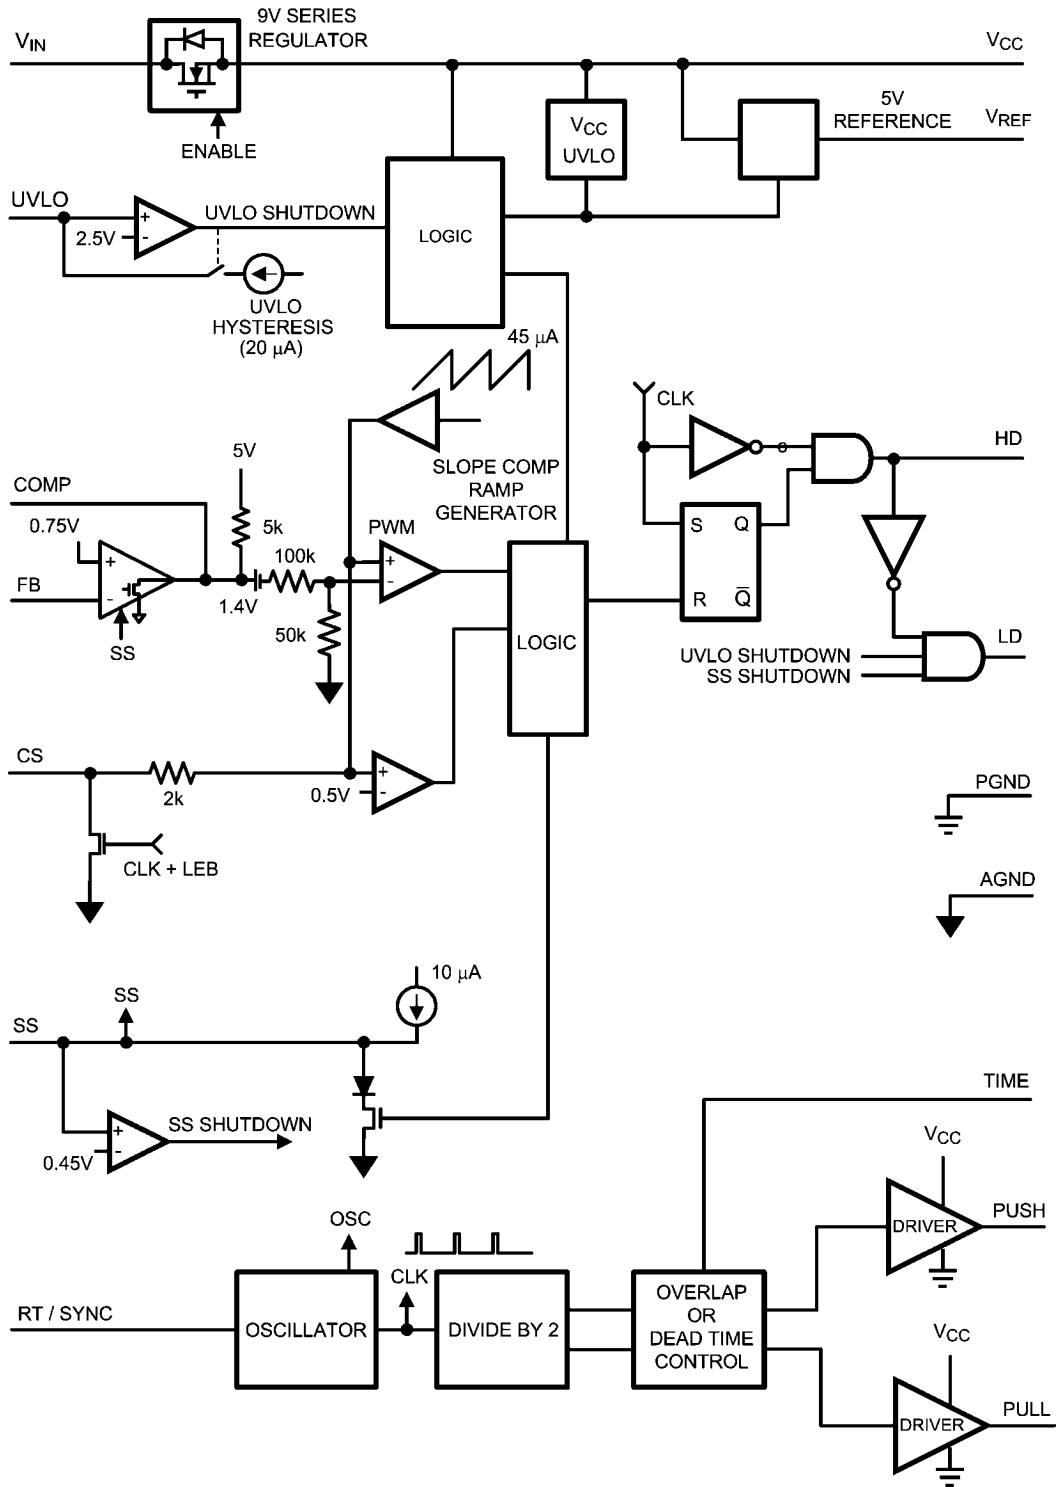 9V SERIES
REGULATOR
VIN
VCC
ENABLE
VCC
UVLO
5V
REFERENCE
VREF
UVLO
+
-
2.5V
UVLO SHUTDOWN
LOGIC
UVLO
HYSTERESIS
(20 μA)
45 μA
CLK
HD
SLOPE COMP
RAMP
GENERATOR
5V
5k
COMP
0.75V
+
-
FB
SS
1.4V
100k
50k
PWM
+
-
LOGIC
S
Q
R
Q̅
UVLO SHUTDOWN
SS SHUTDOWN
LD
CS
2k
0.5V
+
-
CLK + LEB
PGND
AGND
10 μA
SS
SS
+
-
0.45V
SS SHUTDOWN
TIME
VCC
DRIVER
PUSH
OSC
CLK
RT / SYNC
OSCILLATOR
DIVIDE BY 2
OVERLAP
OR
DEAD TIME
CONTROL
VCC
DRIVER
PULL